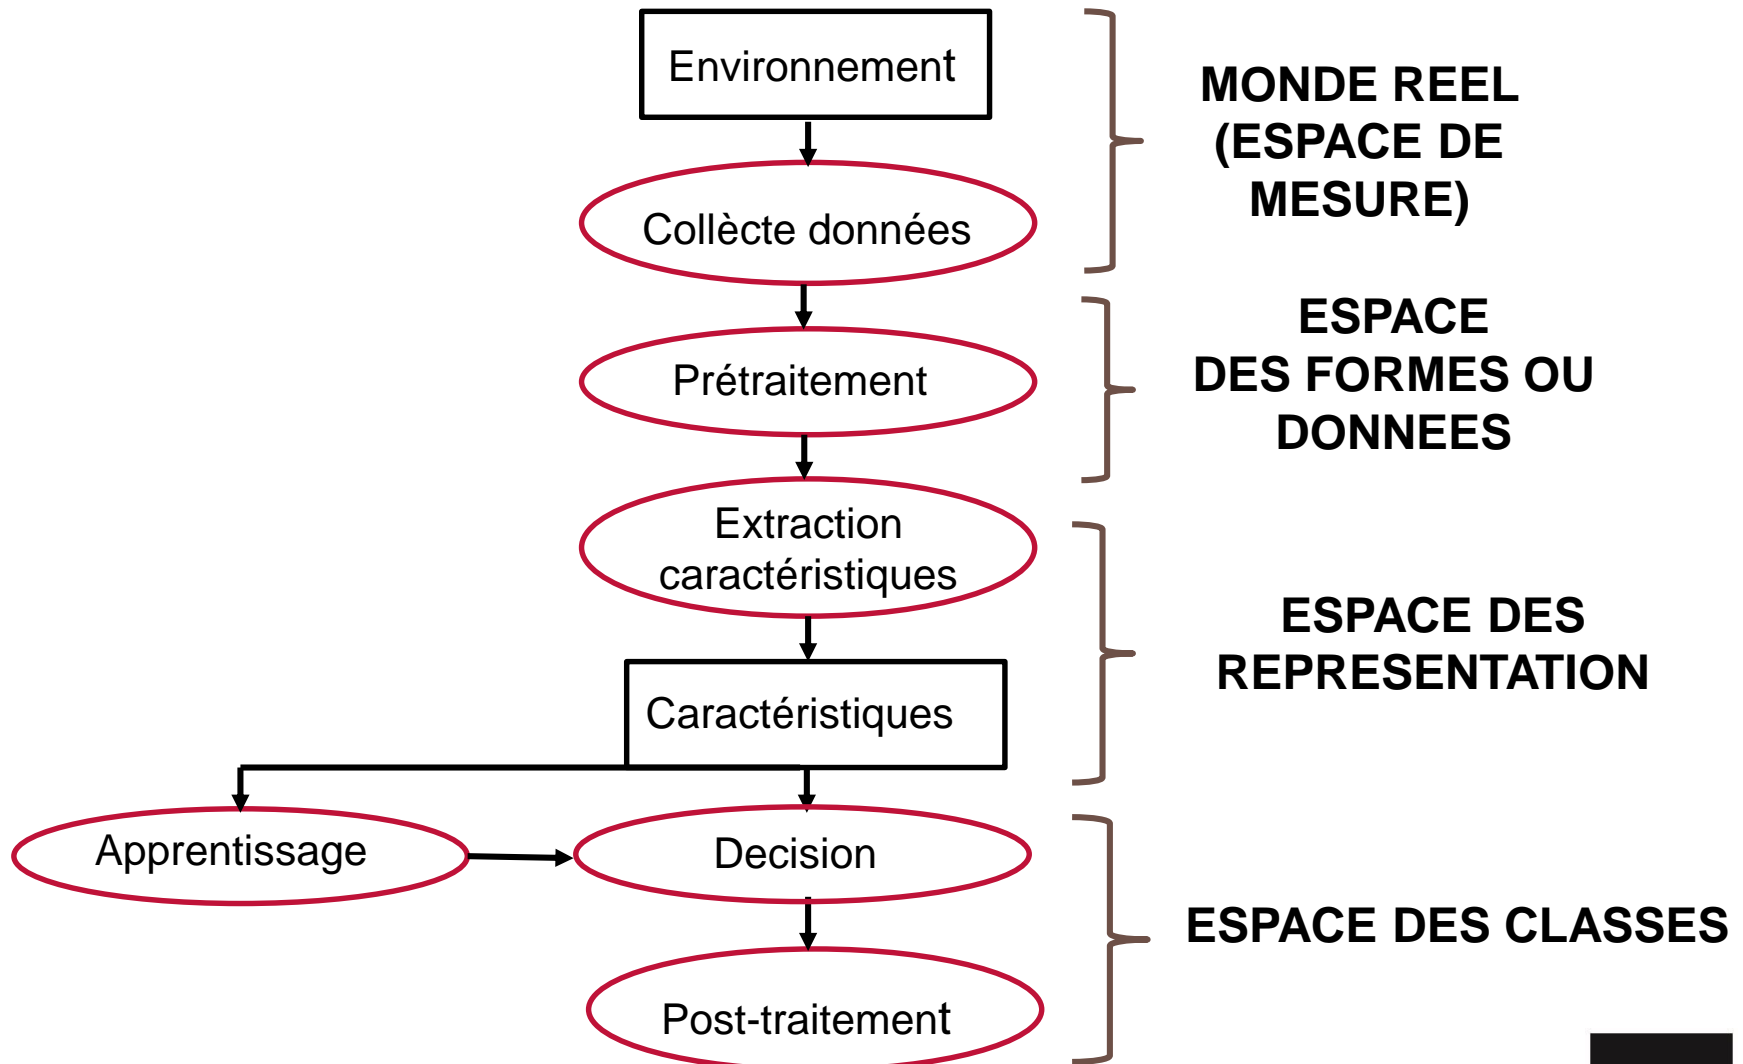 Environnement
MONDE REEL
(ESPACE DE
MESURE)
Collècte données
ESPACE
DES FORMES OU
DONNEES
Prétraitement
Extraction
caractéristiques
ESPACE DES
REPRESENTATION
Caractéristiques
Apprentissage
Decision
ESPACE DES CLASSES
Post-traitement